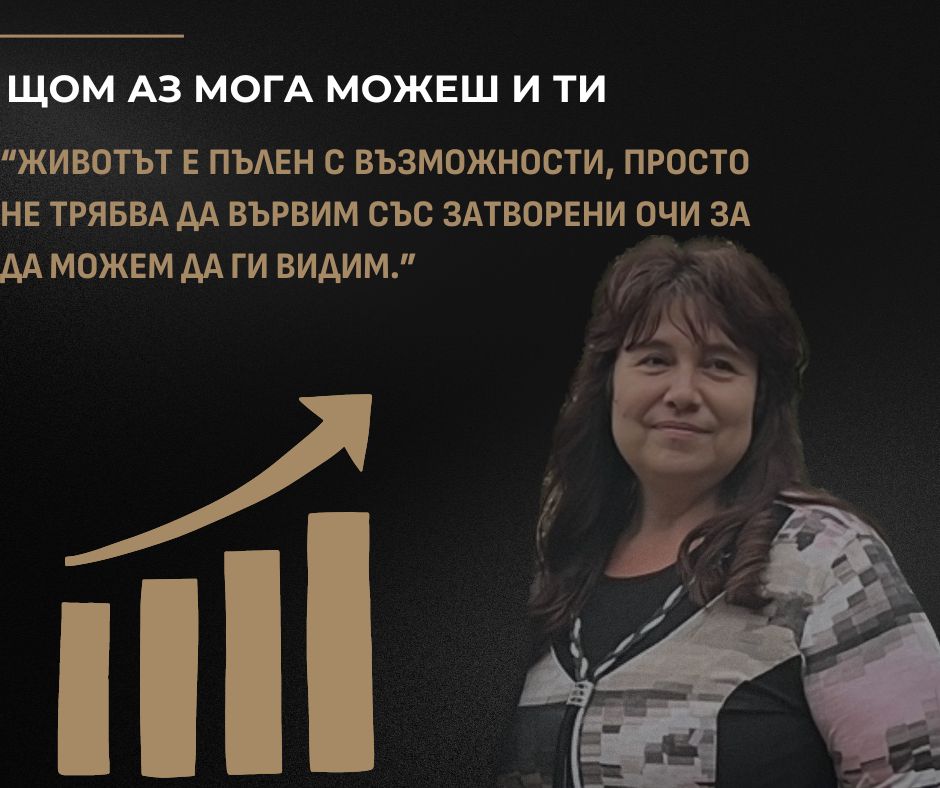 ЩОМ АЗ МОГА МОЖЕШ И ТИ
“ЖИВОТЪТ Е ПЪЛЕН С ВЪЗМОЖНОСТИ, ПРОСТО
НЕ ТРЯБВА ДА ВЪРВИМ СЪС ЗАТВОРЕНИ ОЧИ ЗА
ДА МОЖЕМ ДА ГИ ВИДИМ.”